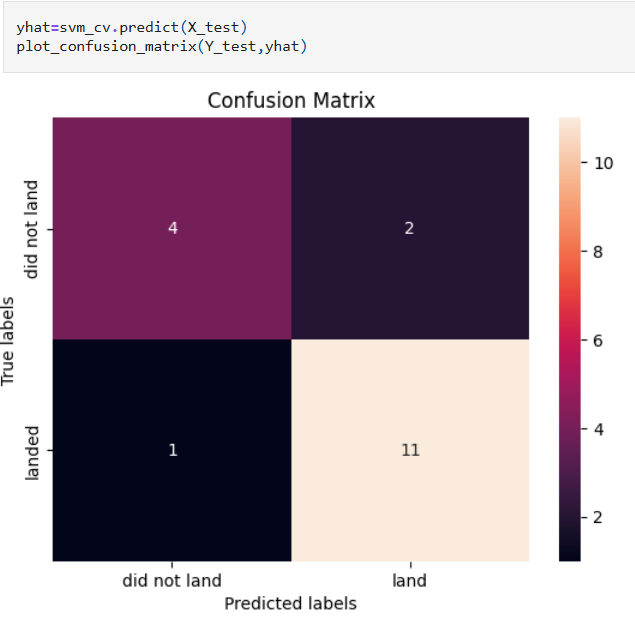 yhat=svm_cv.predict(X_test)
plot_confusion_matrix(Y_test,yhat)
Confusion Matrix
True labels
did not land
4
2
landed
1
11
did not land
land
Predicted labels
10
8
6
4
2